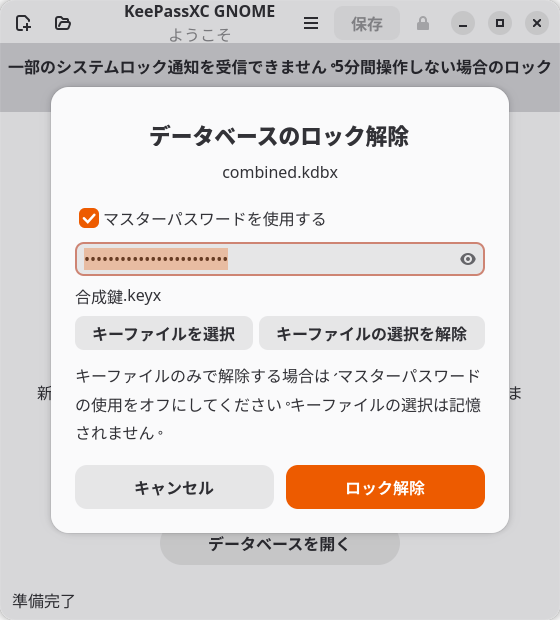 KeePassXC GNOME
ようこそ
保存
一部のシステムロック通知を受信できません。5分間操作しない場合のロック
データベースのロック解除
combined.kdbx
マスターパスワードを使用する
••••••••••••••••••••••••
合成鍵.keyx
キーファイルを選択
キーファイルの選択を解除
キーファイルのみで解除する場合は、マスターパスワード
の使用をオフにしてください。キーファイルの選択は記憶
されません。
新
ま
キャンセル
ロック解除
データベースを開く
準備完了